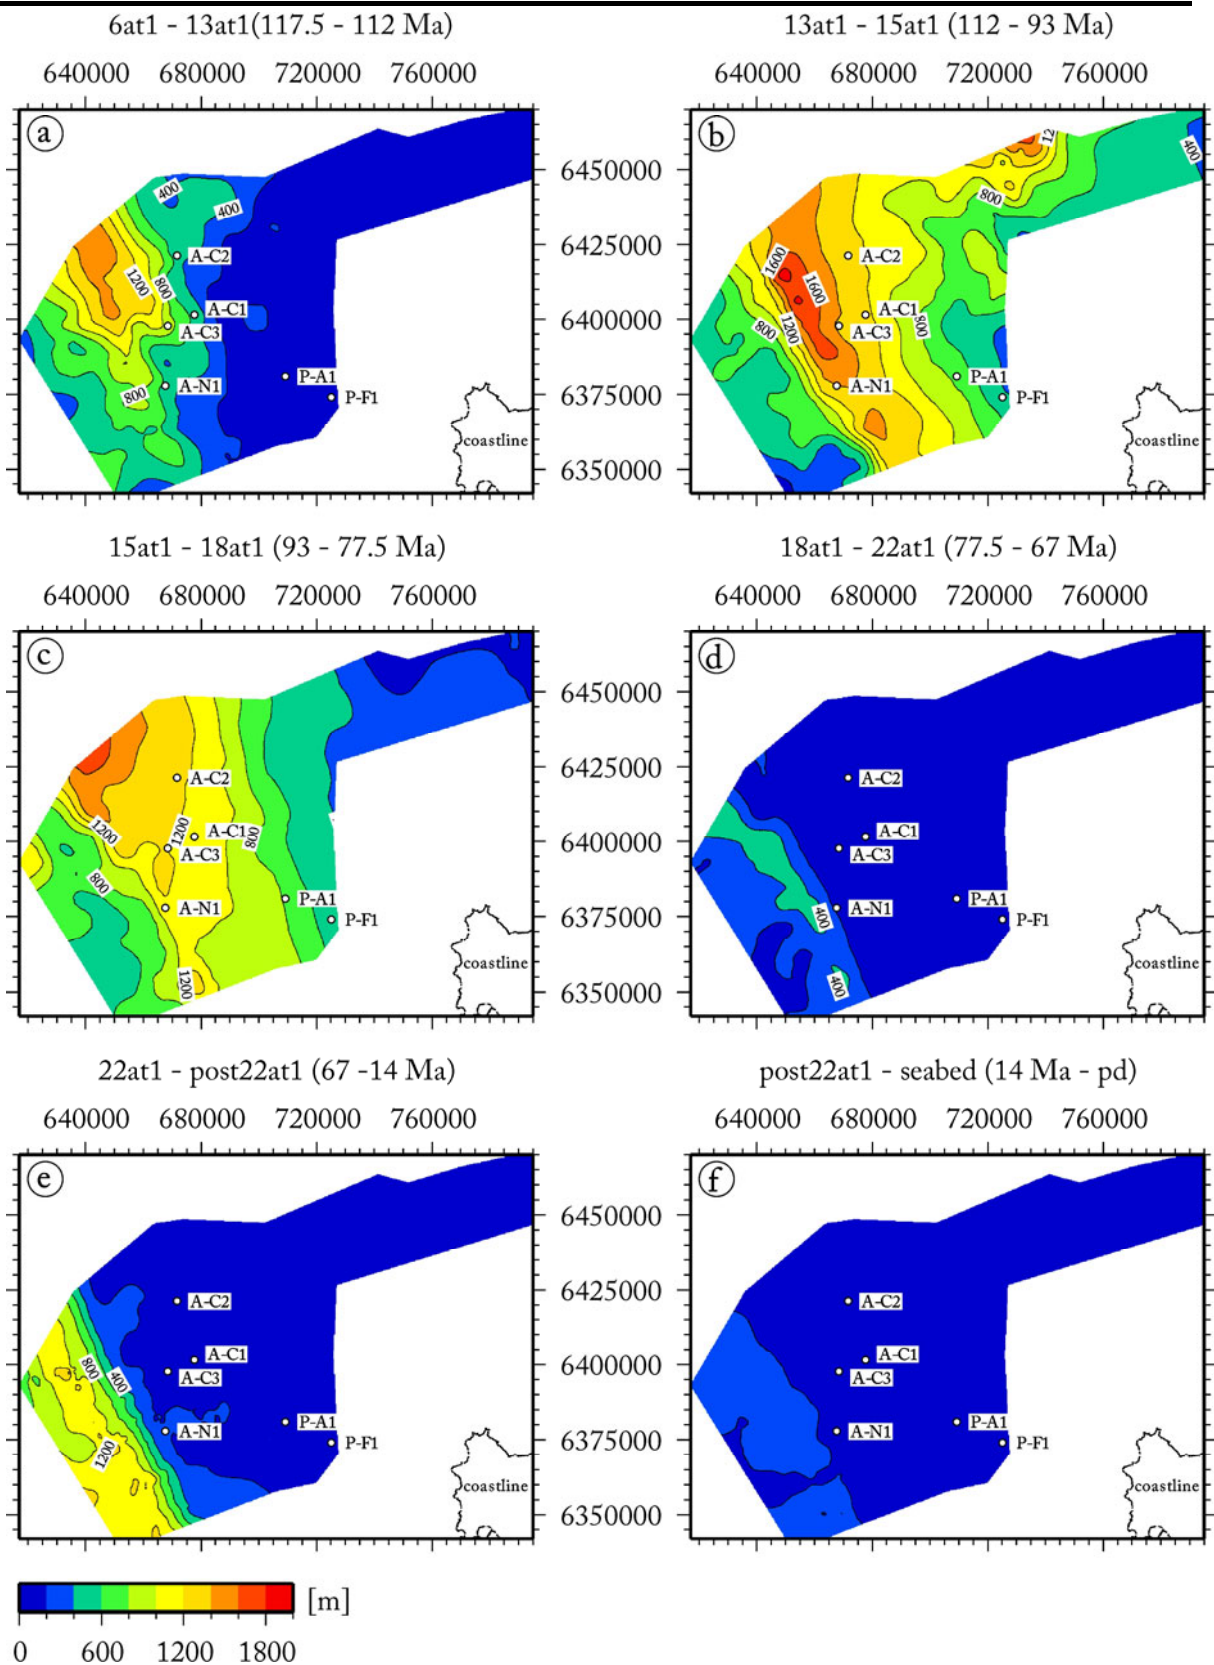 6at1 - 13at1(117.5 - 112 Ma)
13at1 - 15at1 (112 - 93 Ma)
640000 680000 720000 760000
640000 680000 720000 760000
a
400
400
1200
800
A-C2
A-C1
A-C3
A-N1
800
P-A1
P-F1
coastline
6450000
6425000
6400000
6375000
6350000
b
12
400
800
1600
1600
1200
800
800
A-C2
A-C1
A-C3
A-N1
P-A1
P-F1
coastline
15at1 - 18at1 (93 - 77.5 Ma)
18at1 - 22at1 (77.5 - 67 Ma)
640000 680000 720000 760000
640000 680000 720000 760000
c
A-C2
1200
1200
A-C1
800
A-C3
800
A-N1
P-A1
P-F1
1200
coastline
6450000
6425000
6400000
6375000
6350000
d
A-C2
A-C1
A-C3
400
A-N1
P-A1
P-F1
400
coastline
22at1 - post22at1 (67 -14 Ma)
post22at1 - seabed (14 Ma - pd)
640000 680000 720000 760000
640000 680000 720000 760000
e
A-C2
800
400
A-C1
A-C3
1200
A-N1
P-A1
P-F1
coastline
6450000
6425000
6400000
6375000
6350000
f
A-C2
A-C1
A-C3
A-N1
P-A1
P-F1
coastline
[m]
0 600 1200 1800